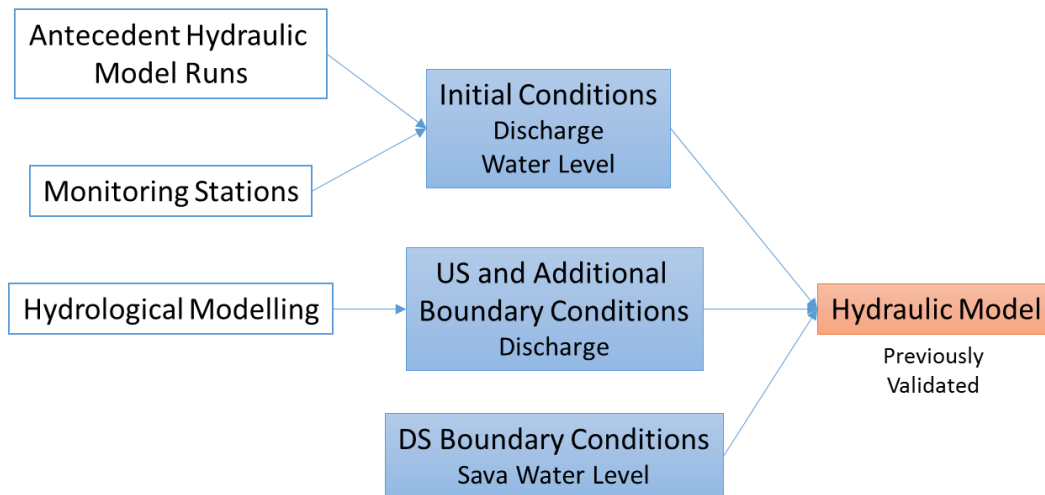 Antecedent Hydraulic
Model Runs
Monitoring Stations
Hydrological Modelling
Initial Conditions
Discharge
Water Level
US and Additional
Boundary Conditions
Discharge
DS Boundary Conditions
Sava Water Level
Hydraulic Model
Previously
Validated